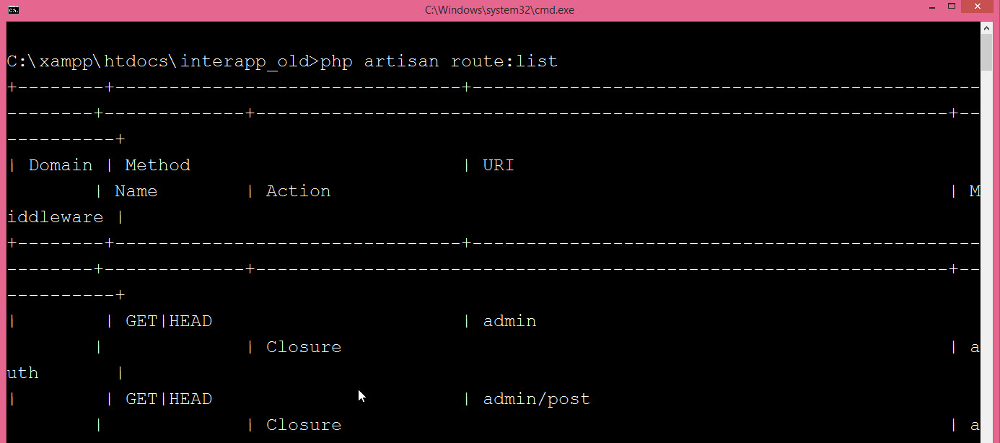 C:\Windows\system32\cmd.exe
C:\xampp\htdocs\interapp_old>php artisan route:list
+--------+--------------------------------+-----------------------------------------------
--------+-------------+----------------------------------------------------------------+--
----------+
| Domain | Method                         | URI
        | Name        | Action                                                         | M
iddleware |
+--------+--------------------------------+-----------------------------------------------
--------+-------------+----------------------------------------------------------------+--
----------+
|        | GET|HEAD                       | admin
        |             | Closure                                                        | a
uth       |
|        | GET|HEAD                       | admin/post
        |             | Closure                                                        | a